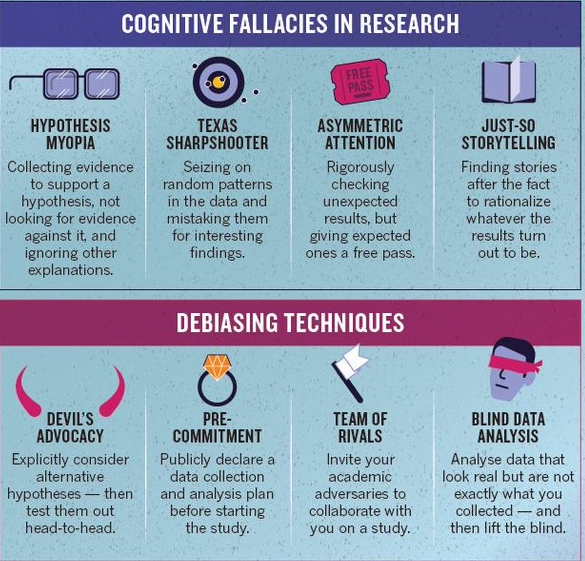 COGNITIVE FALLACIES IN RESEARCH
FREE
PASS
HYPOTHESIS
MYOPIA
Collecting evidence
to support a
hypothesis, not
looking for evidence
against it, and
ignoring other
explanations.
TEXAS
SHARPSHOOTER
Seizing on
random patterns
in the data and
mistaking them
for interesting
findings.
ASYMMETRIC
ATTENTION
Rigorously
checking
unexpected
results, but
giving expected
ones a free pass.
JUST-SO
STORYTELLING
Finding stories
after the fact
to rationalize
whatever the
results turn
out to be.
DEBIASING TECHNIQUES
DEVIL'S
ADVOCACY
Explicitly consider
alternative
hypotheses — then
test them out
head-to-head.
PRE-
COMMITMENT
Publicly declare a
data collection
and analysis plan
before starting
the study.
TEAM OF
RIVALS
Invite your
academic
adversaries to
collaborate with
you on a study.
BLIND DATA
ANALYSIS
Analyse data that
look real but are not
exactly what you
collected — and
then lift the blind.